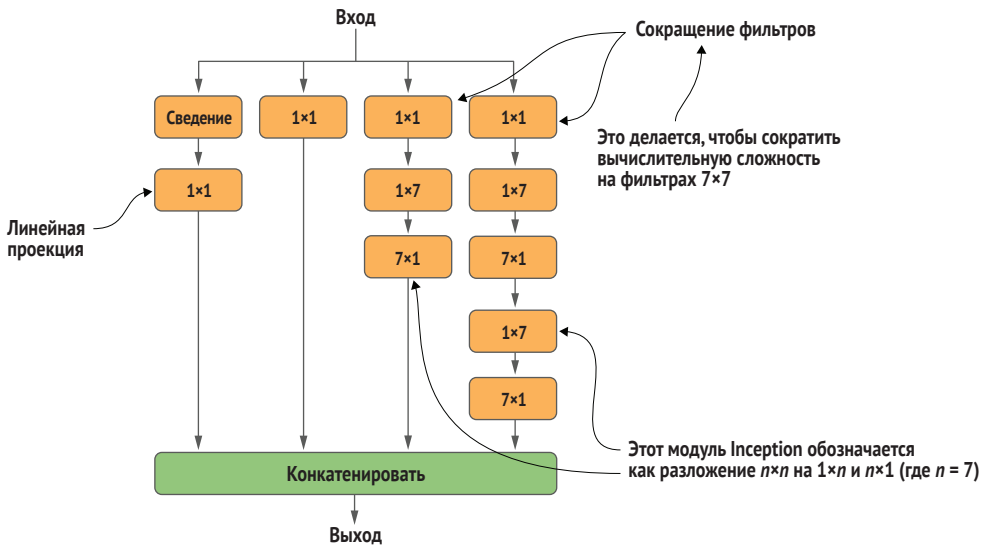 Вход
Сокращение фильтров
Сведение
1×1
1×1
1×1
Это делается, чтобы сократить
вычислительную сложность
на фильтрах 7×7
1×1
1×7
1×7
Линейная
проекция
7×1
7×1
1×7
7×1
Этот модуль Inception обозначается
как разложение n×n на 1×n и n×1 (где n = 7)
Конкатенировать
Выход